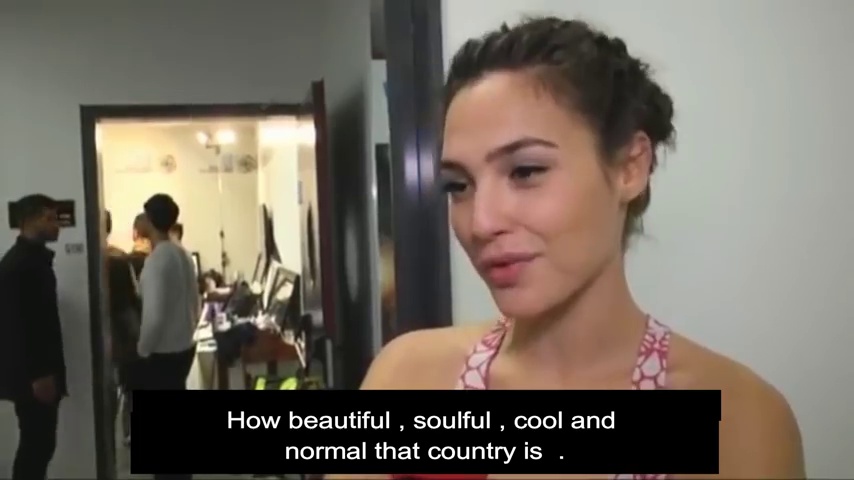 How beautiful , soulful , cool and
normal that country is .